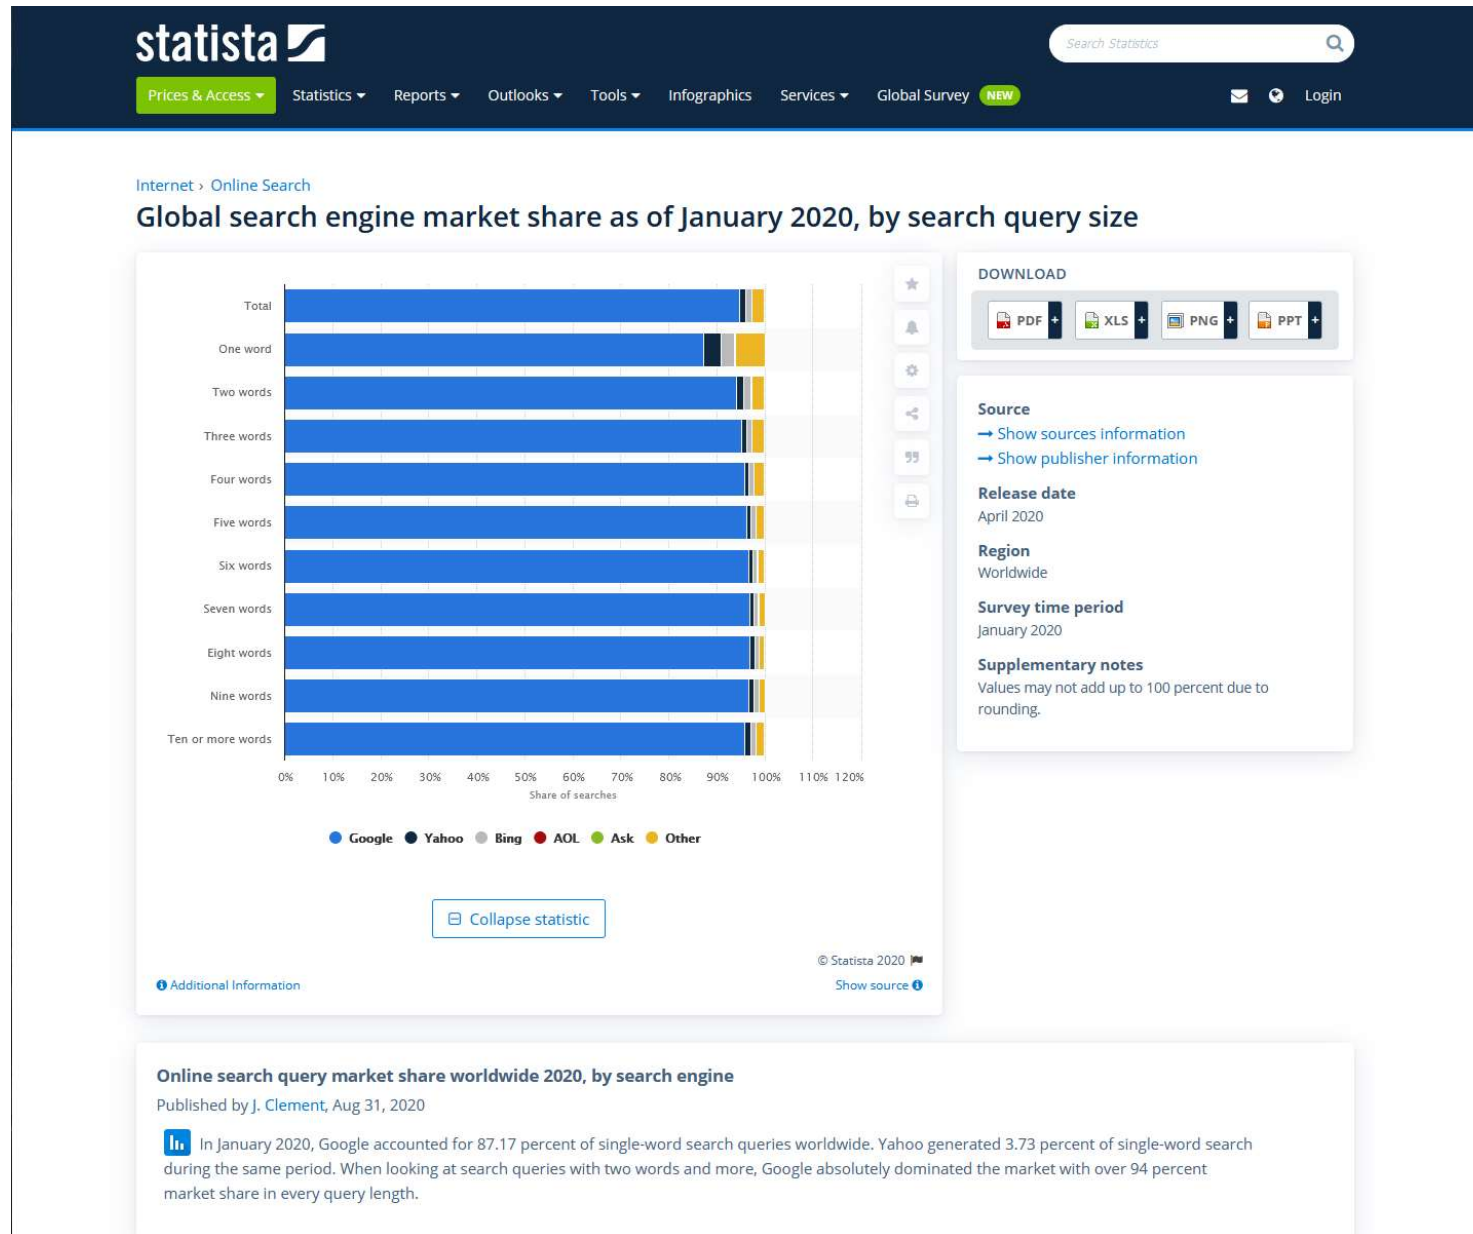 statista
Search Statistics
Prices & Access Statistics Reports Outlooks Tools Infographics Services Global Survey NEW Login
Internet › Online Search
Global search engine market share as of January 2020, by search query size
Total
One word
Two words
Three words
Four words
Five words
Six words
Seven words
Eight words
Nine words
Ten or more words
0% 10% 20% 30% 40% 50% 60% 70% 80% 90% 100% 110% 120%
Share of searches
Google Yahoo Bing AOL Ask Other
Collapse statistic
© Statista 2020
Additional Information
Show source
DOWNLOAD
PDF + XLS + PNG + PPT +
Source
→ Show sources information
→ Show publisher information
Release date
April 2020
Region
Worldwide
Survey time period
January 2020
Supplementary notes
Values may not add up to 100 percent due to
rounding.
Online search query market share worldwide 2020, by search engine
Published by J. Clement, Aug 31, 2020
In January 2020, Google accounted for 87.17 percent of single-word search queries worldwide. Yahoo generated 3.73 percent of single-word search
during the same period. When looking at search queries with two words and more, Google absolutely dominated the market with over 94 percent
market share in every query length.